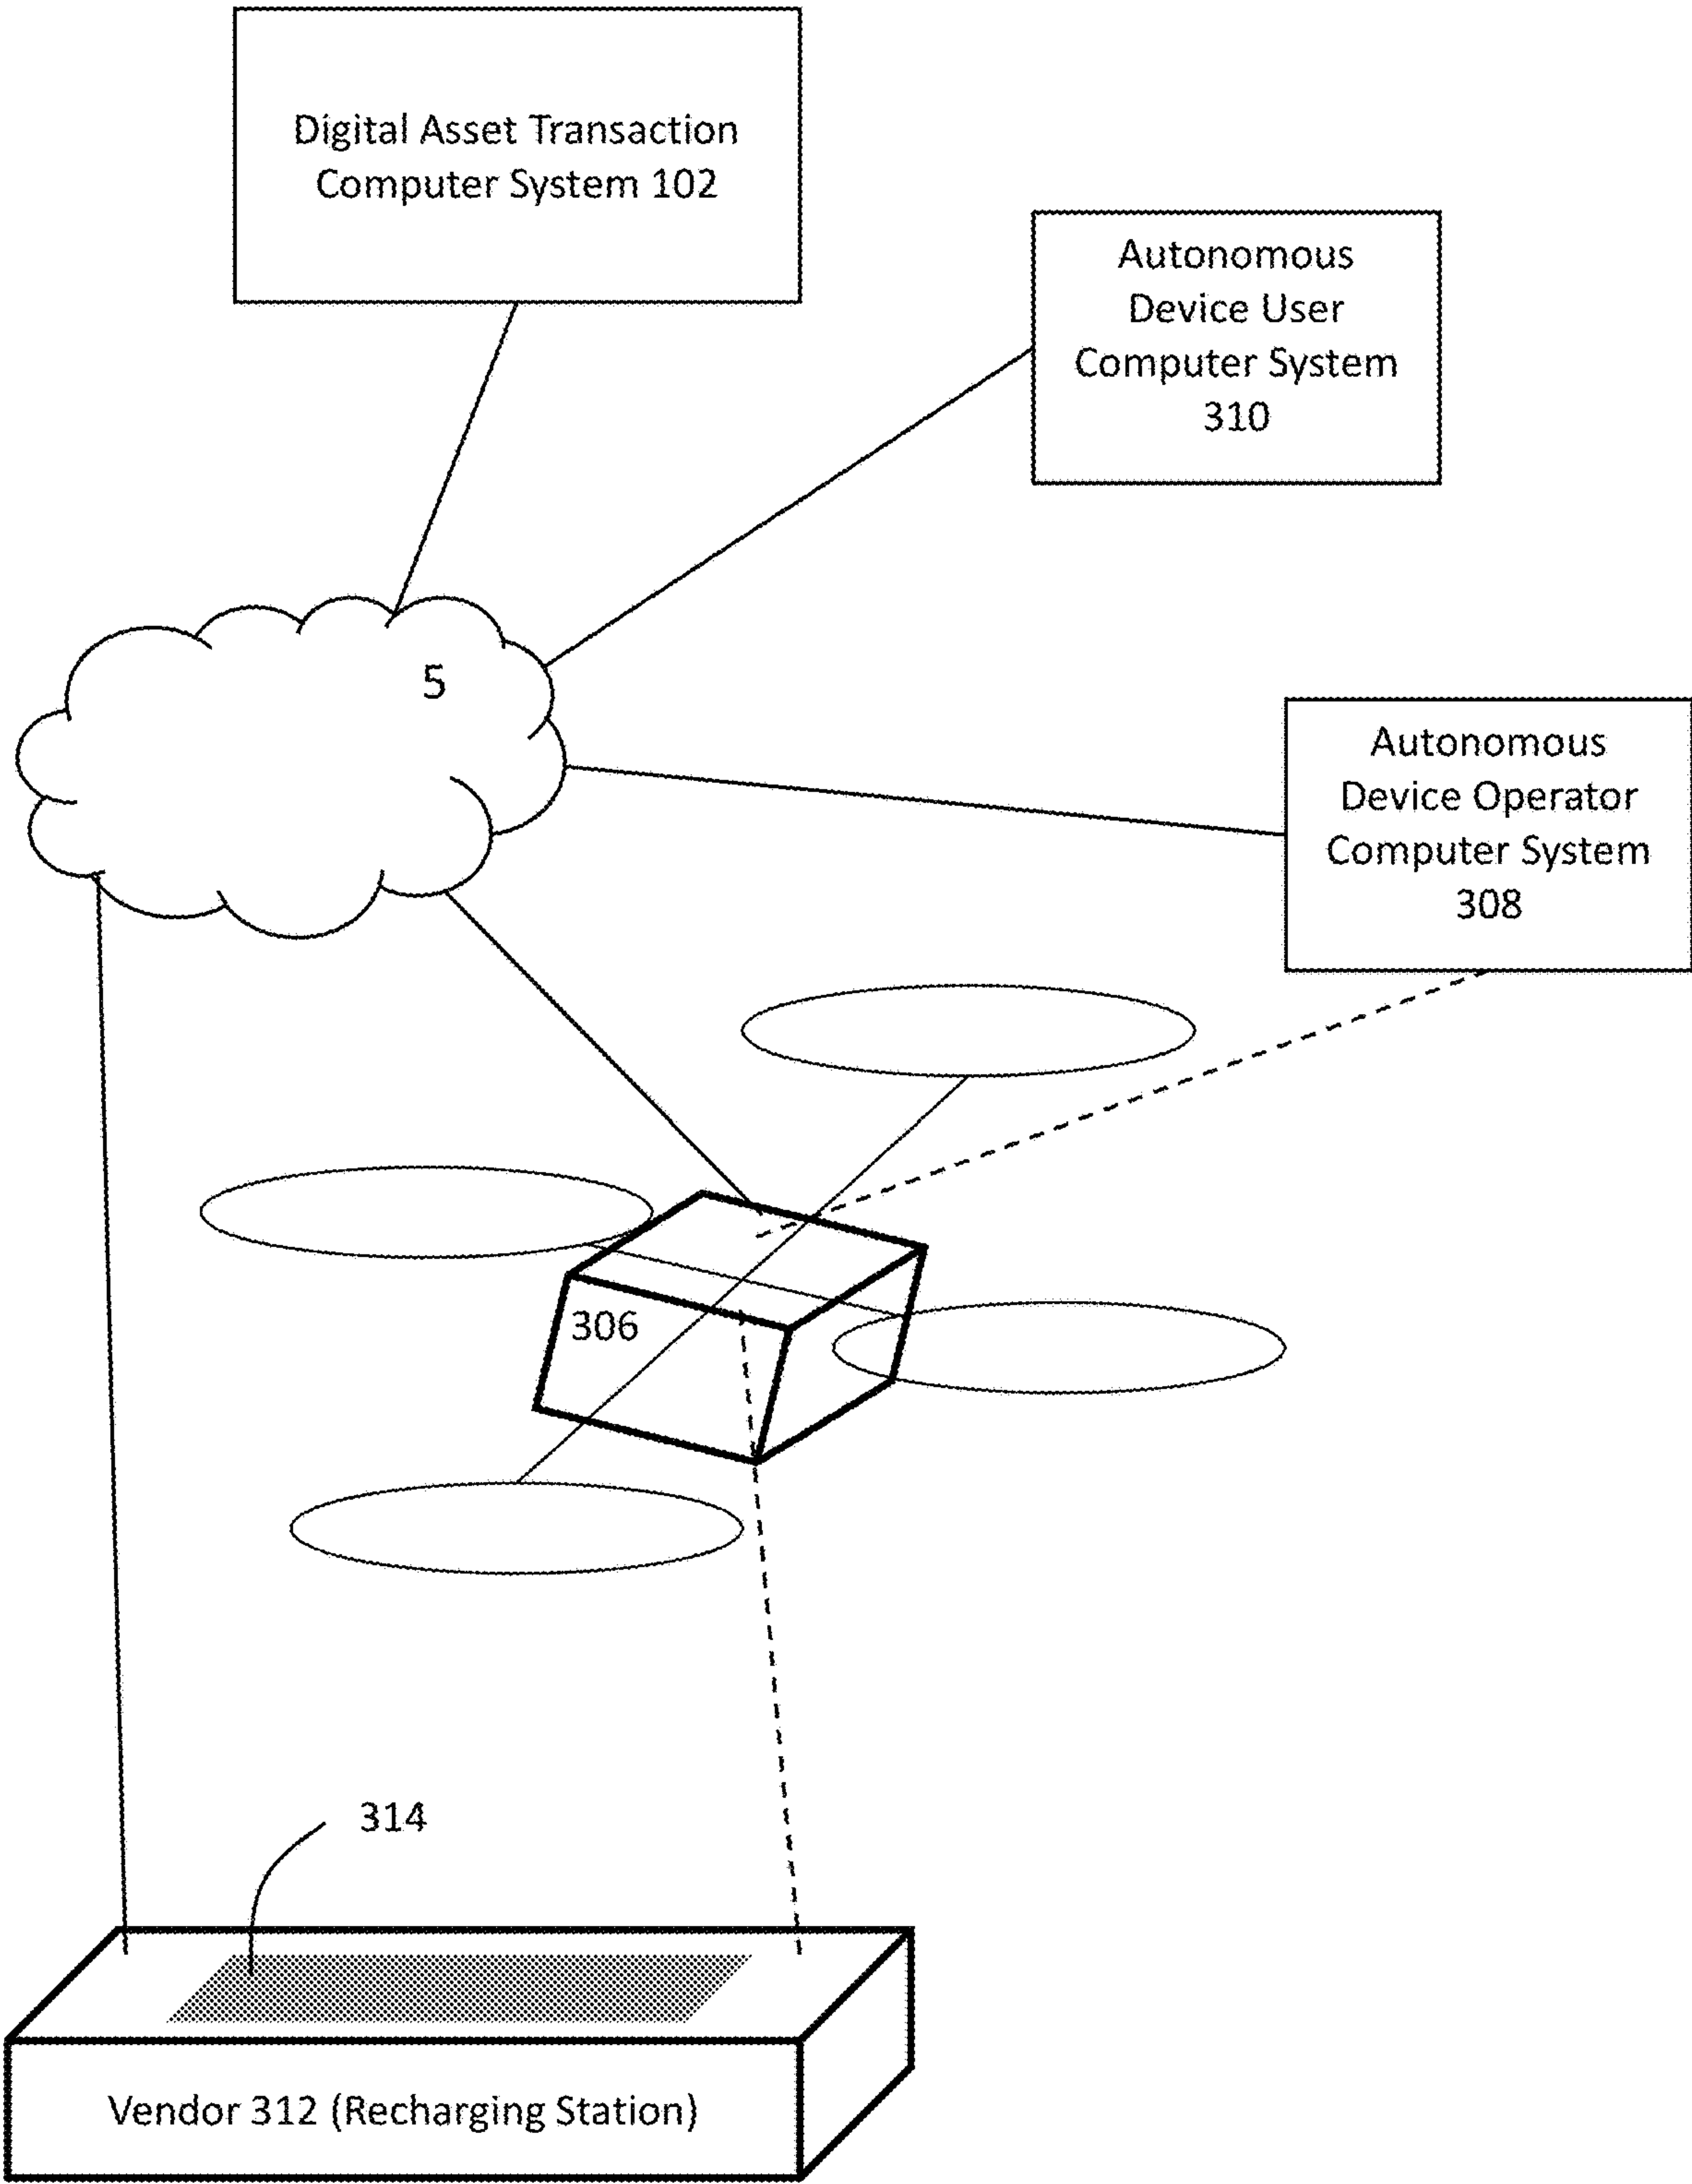 Digital Asset Transaction
Computer System 102
Autonomous
Device User
Computer System
310
5
Autonomous
Device Operator
Computer System
308
306
314
Vendor 312 (Recharging Station)